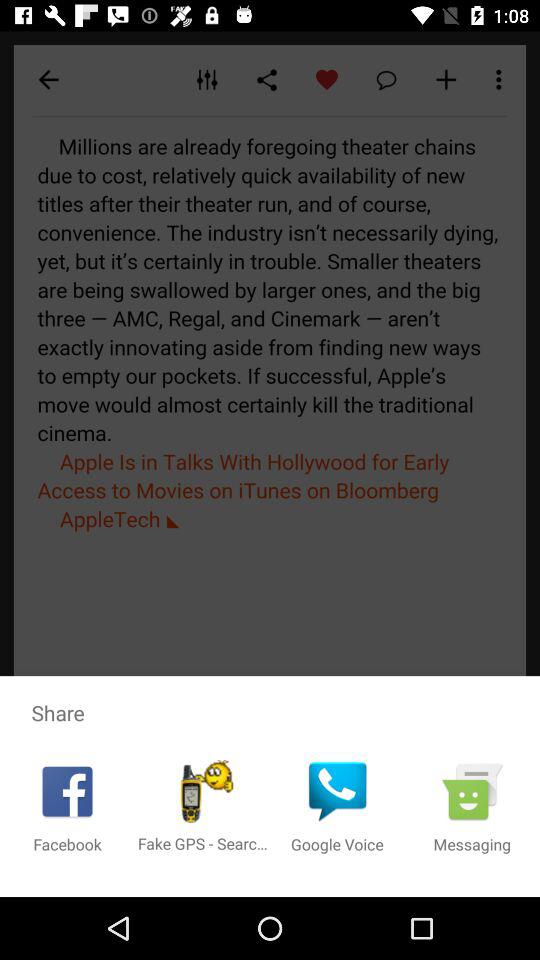 1:08
Millions are already foregoing theater chains
due to cost, relatively quick availability of new
titles after their theater run, and of course,
convenience. The industry isn’t necessarily dying,
yet, but it’s certainly in trouble. Smaller theaters
are being swallowed by larger ones, and the big
three — AMC, Regal, and Cinemark — aren’t
exactly innovating aside from finding new ways
to empty our pockets. If successful, Apple’s
move would almost certainly kill the traditional
cinema.
Apple Is in Talks With Hollywood for Early
Access to Movies on iTunes on Bloomberg
AppleTech
Share
Facebook
Fake GPS - Searc...
Google Voice
Messaging